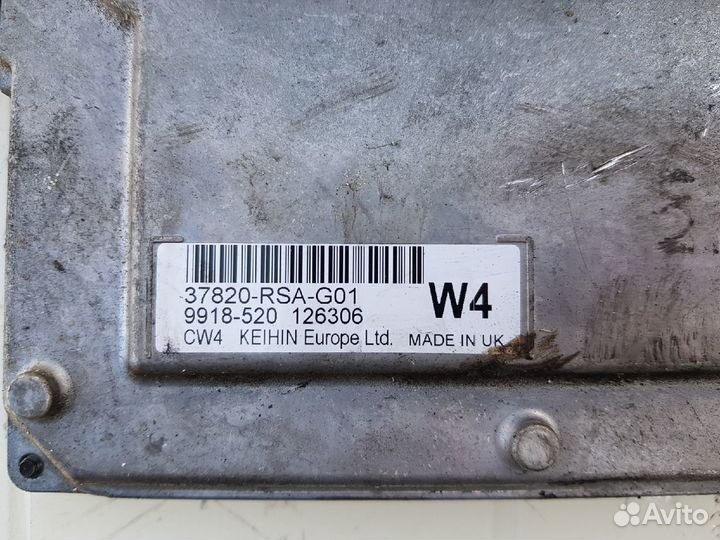 37820-RSA-G01
9918-520 126306
W4
CW4 KEIHIN Europe Ltd. MADE IN UK
Avito